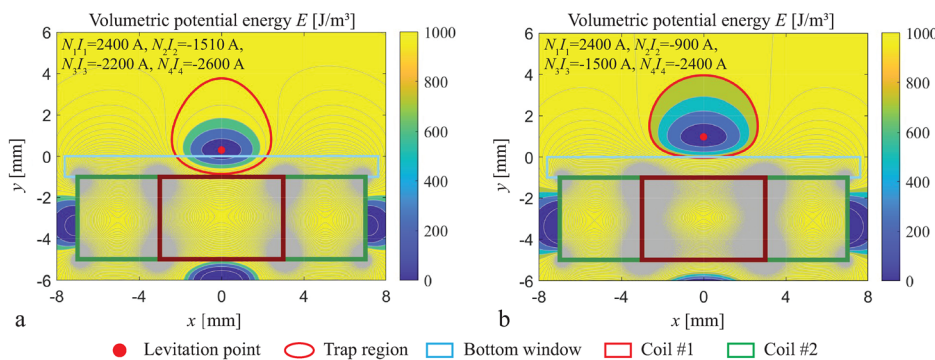 Volumetric potential energy E [J/m³]
N₁I₁=2400 A, N₂I₂=-1510 A,
N₃I₃=-2200 A, N₄I₄=-2600 A
6
4
2
0
-2
-4
-6
y [mm]
-8
-4
0
4
8
x [mm]
1000
800
600
400
200
0
a
Volumetric potential energy E [J/m³]
N₁I₁=2400 A, N₂I₂=-900 A,
N₃I₃=-1500 A, N₄I₄=-2400 A
6
4
2
0
-2
-4
-6
y [mm]
-8
-4
0
4
8
x [mm]
1000
800
600
400
200
0
b
Levitation point Trap region Bottom window Coil #1 Coil #2